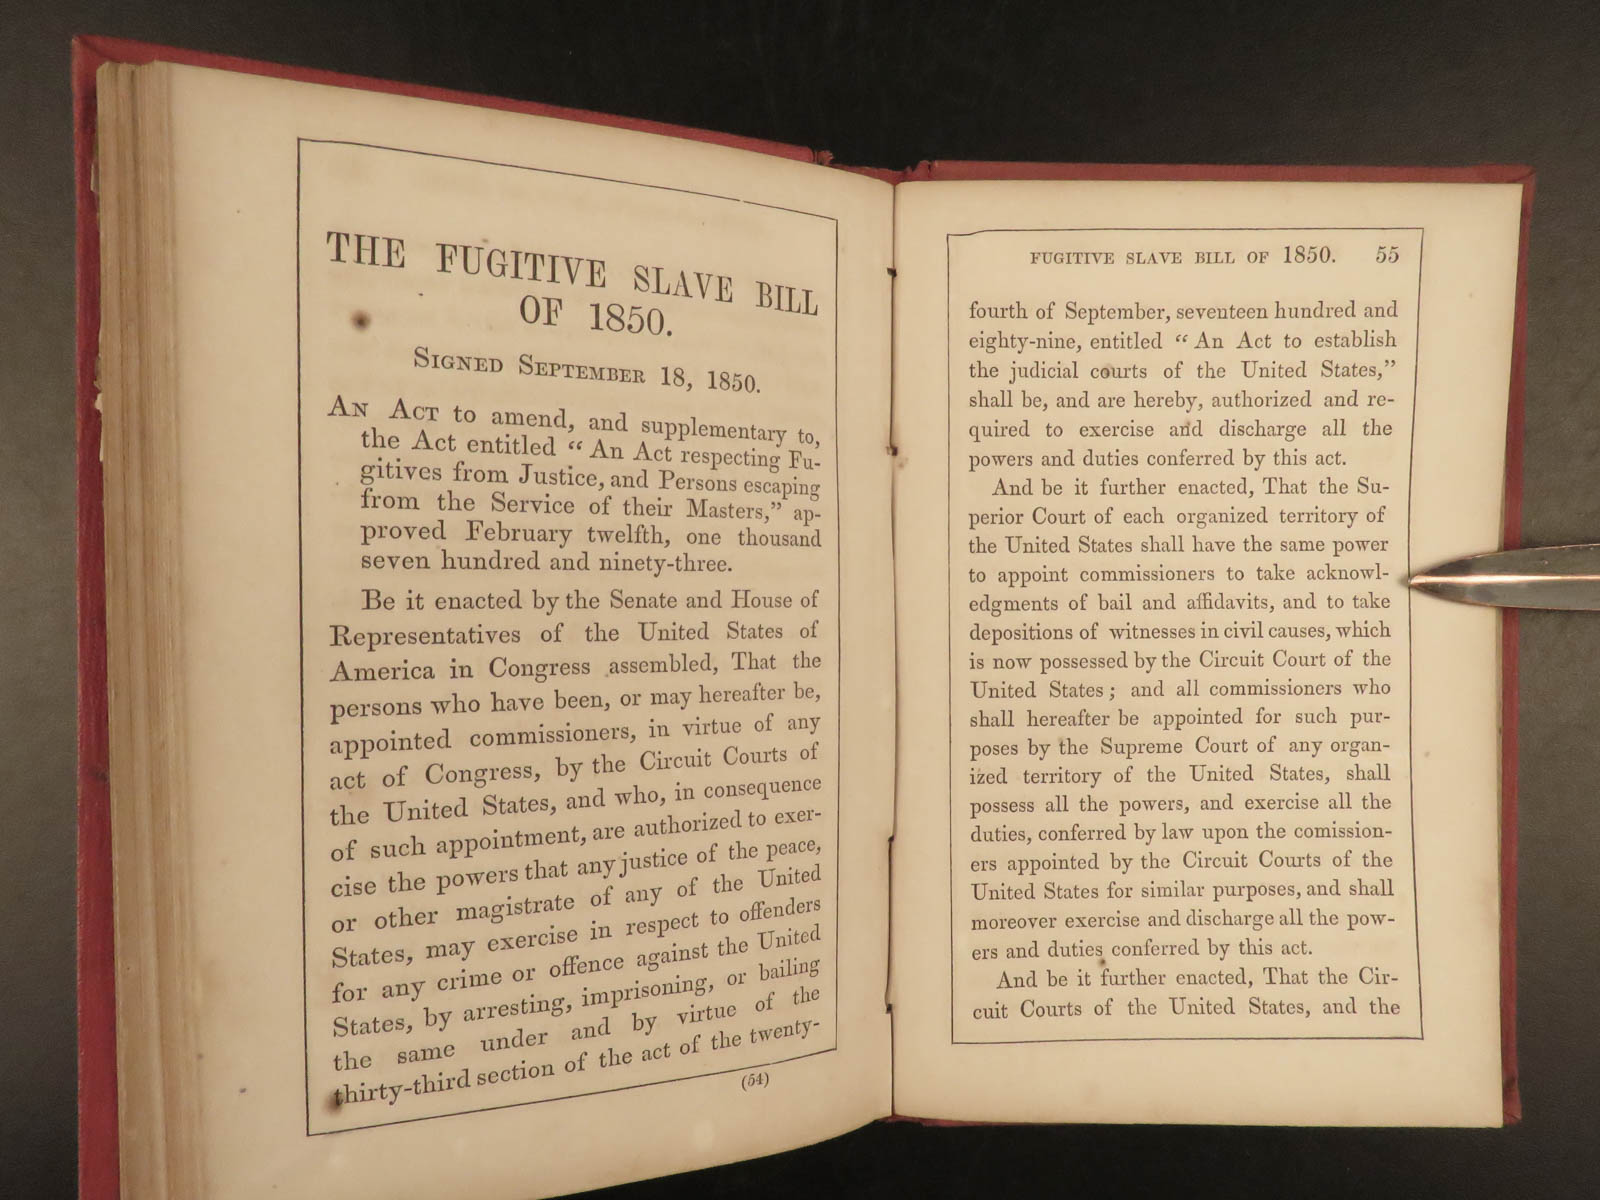 THE FUGITIVE SLAVE BILL
OF 1850.
SIGNED SEPTEMBER 18, 1850.
AN ACT to amend, and supplementary to,
the Act entitled “ An Act respecting Fu-
gitives from Justice, and Persons escaping
from the Service of their Masters,” ap-
proved February twelfth, one thousand
seven hundred and ninety-three.
Be it enacted by the Senate and House of
Representatives of the United States of
America in Congress assembled, That the
persons who have been, or may hereafter be,
appointed commissioners, in virtue of any
act of Congress, by the Circuit Courts of
the United States, and who, in consequence
of such appointment, are authorized to exer-
cise the powers that any justice of the peace,
or other magistrate of any of the United
States, may exercise in respect to offenders
for any crime or offence against the United
States, by arresting, imprisoning, or bailing
the same under and by virtue of the
thirty-third section of the act of the twenty-
(54)
FUGITIVE SLAVE BILL OF 1850. 55
fourth of September, seventeen hundred and
eighty-nine, entitled “ An Act to establish
the judicial courts of the United States,”
shall be, and are hereby, authorized and re-
quired to exercise and discharge all the
powers and duties conferred by this act.
And be it further enacted, That the Su-
perior Court of each organized territory of
the United States shall have the same power
to appoint commissioners to take acknowl-
edgments of bail and affidavits, and to take
depositions of witnesses in civil causes, which
is now possessed by the Circuit Court of the
United States ; and all commissioners who
shall hereafter be appointed for such pur-
poses by the Supreme Court of any organ-
ized territory of the United States, shall
possess all the powers, and exercise all the
duties, conferred by law upon the comission-
ers appointed by the Circuit Courts of the
United States for similar purposes, and shall
moreover exercise and discharge all the pow-
ers and duties conferred by this act.
And be it further enacted, That the Cir-
cuit Courts of the United States, and the